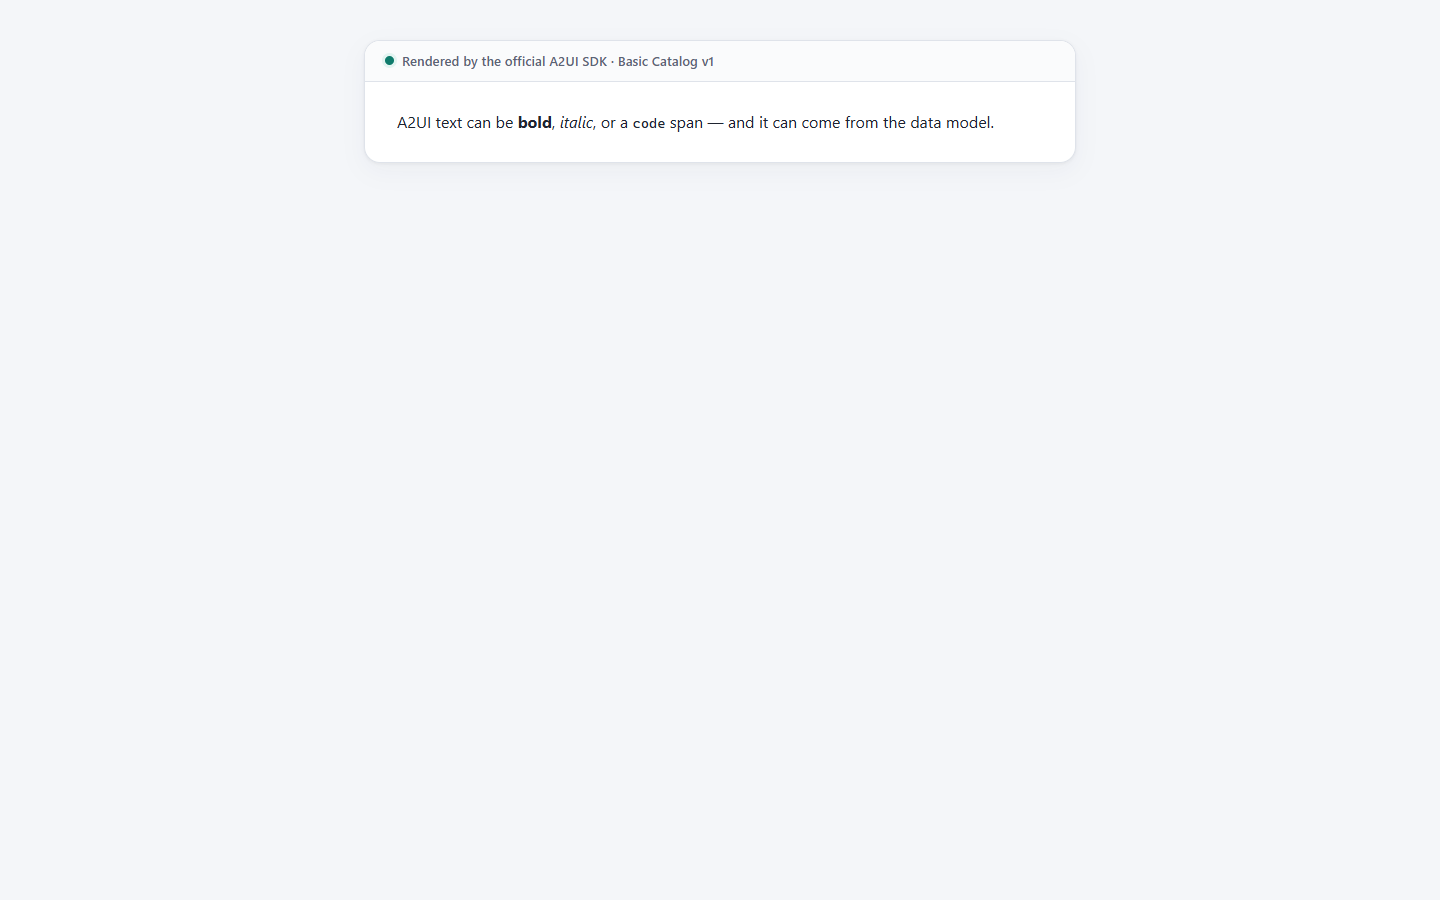 Rendered by the official A2UI SDK · Basic Catalog v1
A2UI text can be bold, italic, or a code span — and it can come from the data model.